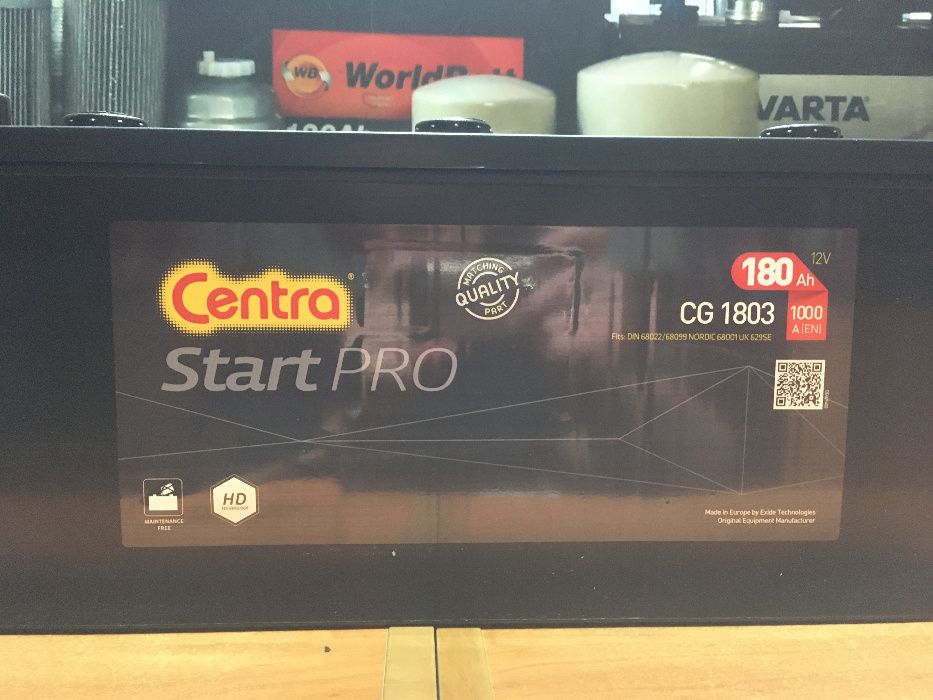 WB
VARTA
Centra®
Start PRO
MATCHING
QUALITY
PART
180 Ah
12V
CG 1803
1000
A (EN)
Fits: DIN 68022/68099 NORDIC 68001 UK 629SE
MAINTENANCE
FREE
HD
TECHNOLOGY
Made in Europe by Exide Technologies
Original Equipment Manufacturer